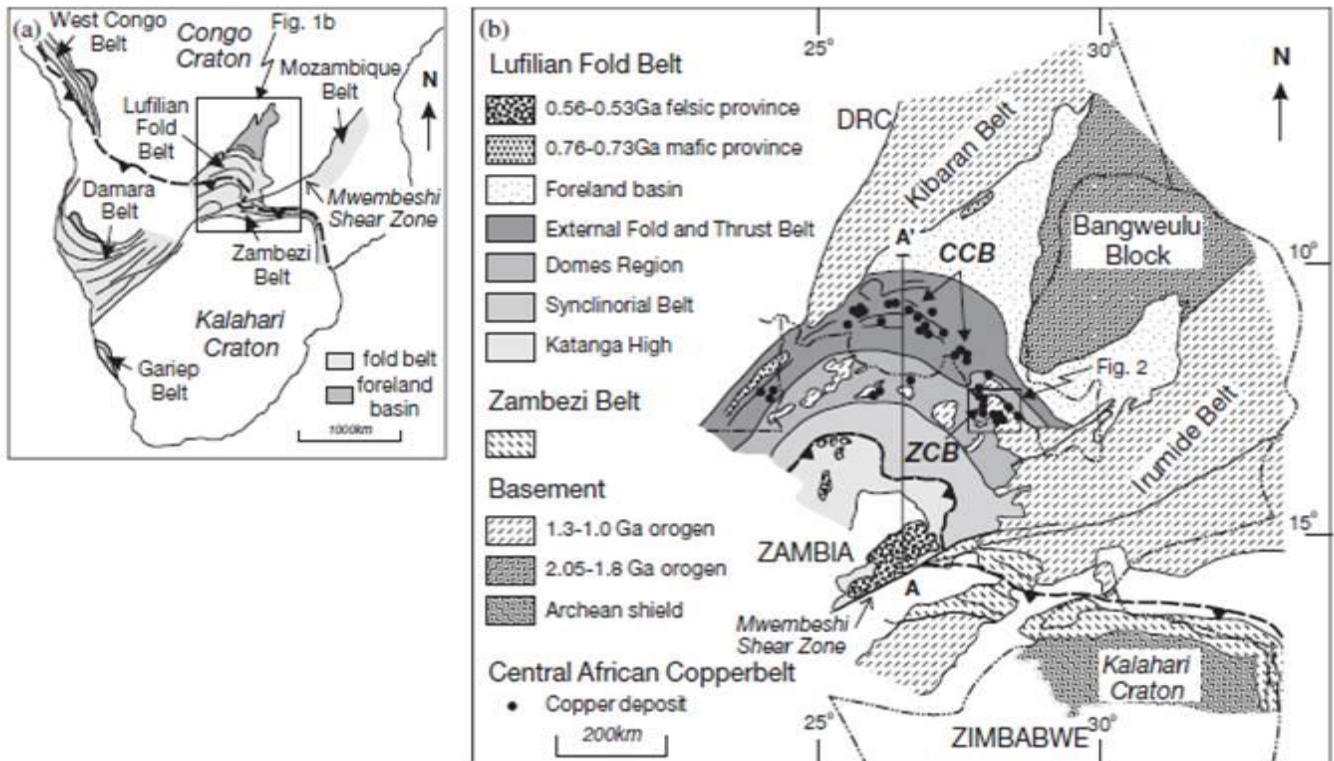 (a)
West Congo
Belt
Congo
Craton
Fig. 1b
Mozambique
Belt
N
Lufilian
Fold
Belt
Damara
Belt
Mwembeshi
Shear Zone
Zambezi
Belt
Kalahari
Craton
Gariep
Belt
fold belt
foreland
basin
1000km
(b)
25°
30°
Lufilian Fold Belt
0.56-0.53Ga felsic province
0.76-0.73Ga mafic province
Foreland basin
External Fold and Thrust Belt
Domes Region
Synclinorial Belt
Katanga High
Zambezi Belt
Basement
1.3-1.0 Ga orogen
2.05-1.8 Ga orogen
Archean shield
Central African Copperbelt
Copper deposit
200km
DRC
Kibaran Belt
N
Bangweulu
Block
A'
CCB
10°
Fig. 2
ZCB
Irumide Belt
15°
ZAMBIA
A
Mwembeshi
Shear Zone
Kalahari
Craton
25°
30°
ZIMBABWE